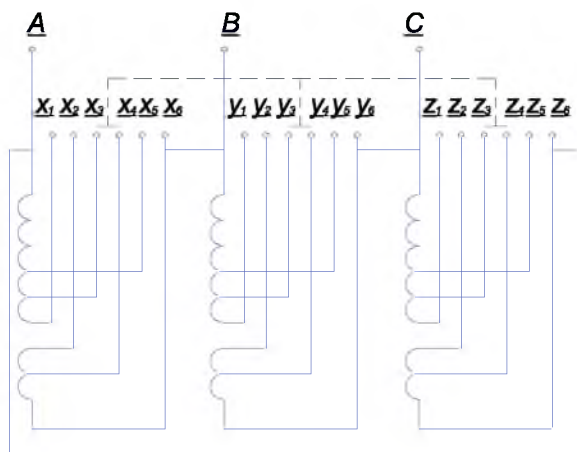 A B C
X₁ X₂ X₃ X₄ X₅ X₆ y₁ y₂ y₃ y₄ y₅ y₆ Z₁ Z₂ Z₃ Z₄ Z₅ Z₆